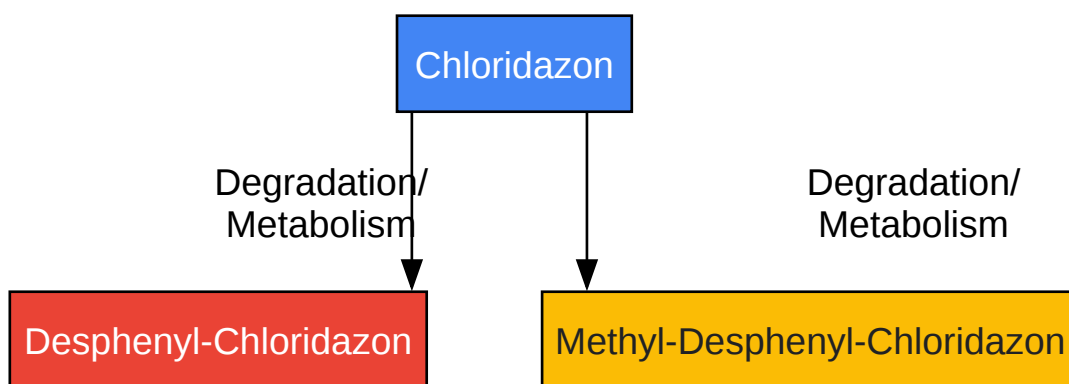 Chloridazon
Degradation/
Metabolism
Degradation/
Metabolism
Desphenyl-Chloridazon
Methyl-Desphenyl-Chloridazon